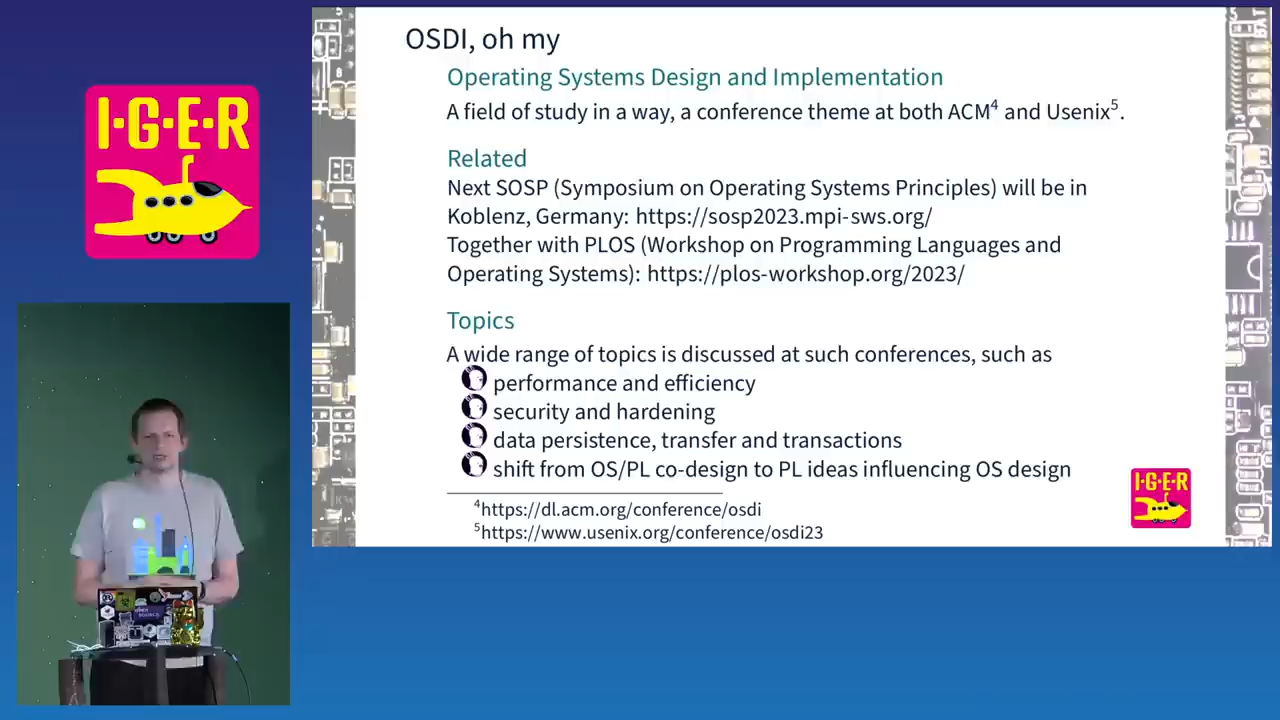 I·G·E·R
OSDI, oh my
Operating Systems Design and Implementation
A field of study in a way, a conference theme at both ACM⁴ and Usenix⁵.
Related
Next SOSP (Symposium on Operating Systems Principles) will be in
Koblenz, Germany: https://sosp2023.mpi-sws.org/
Together with PLOS (Workshop on Programming Languages and
Operating Systems): https://plos-workshop.org/2023/
Topics
A wide range of topics is discussed at such conferences, such as
performance and efficiency
security and hardening
data persistence, transfer and transactions
shift from OS/PL co-design to PL ideas influencing OS design
⁴https://dl.acm.org/conference/osdi
⁵https://www.usenix.org/conference/osdi23
I·G·E·R